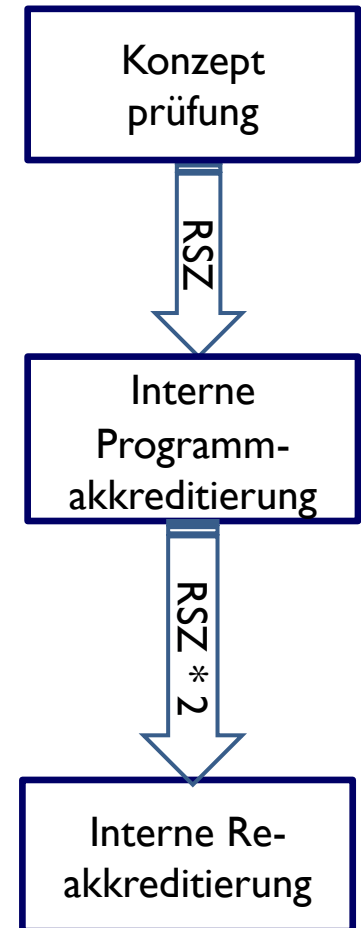 Konzept
prüfung
RSZ
Interne
Programm-
akkreditierung
RSZ * 2
Interne Re-
akkreditierung